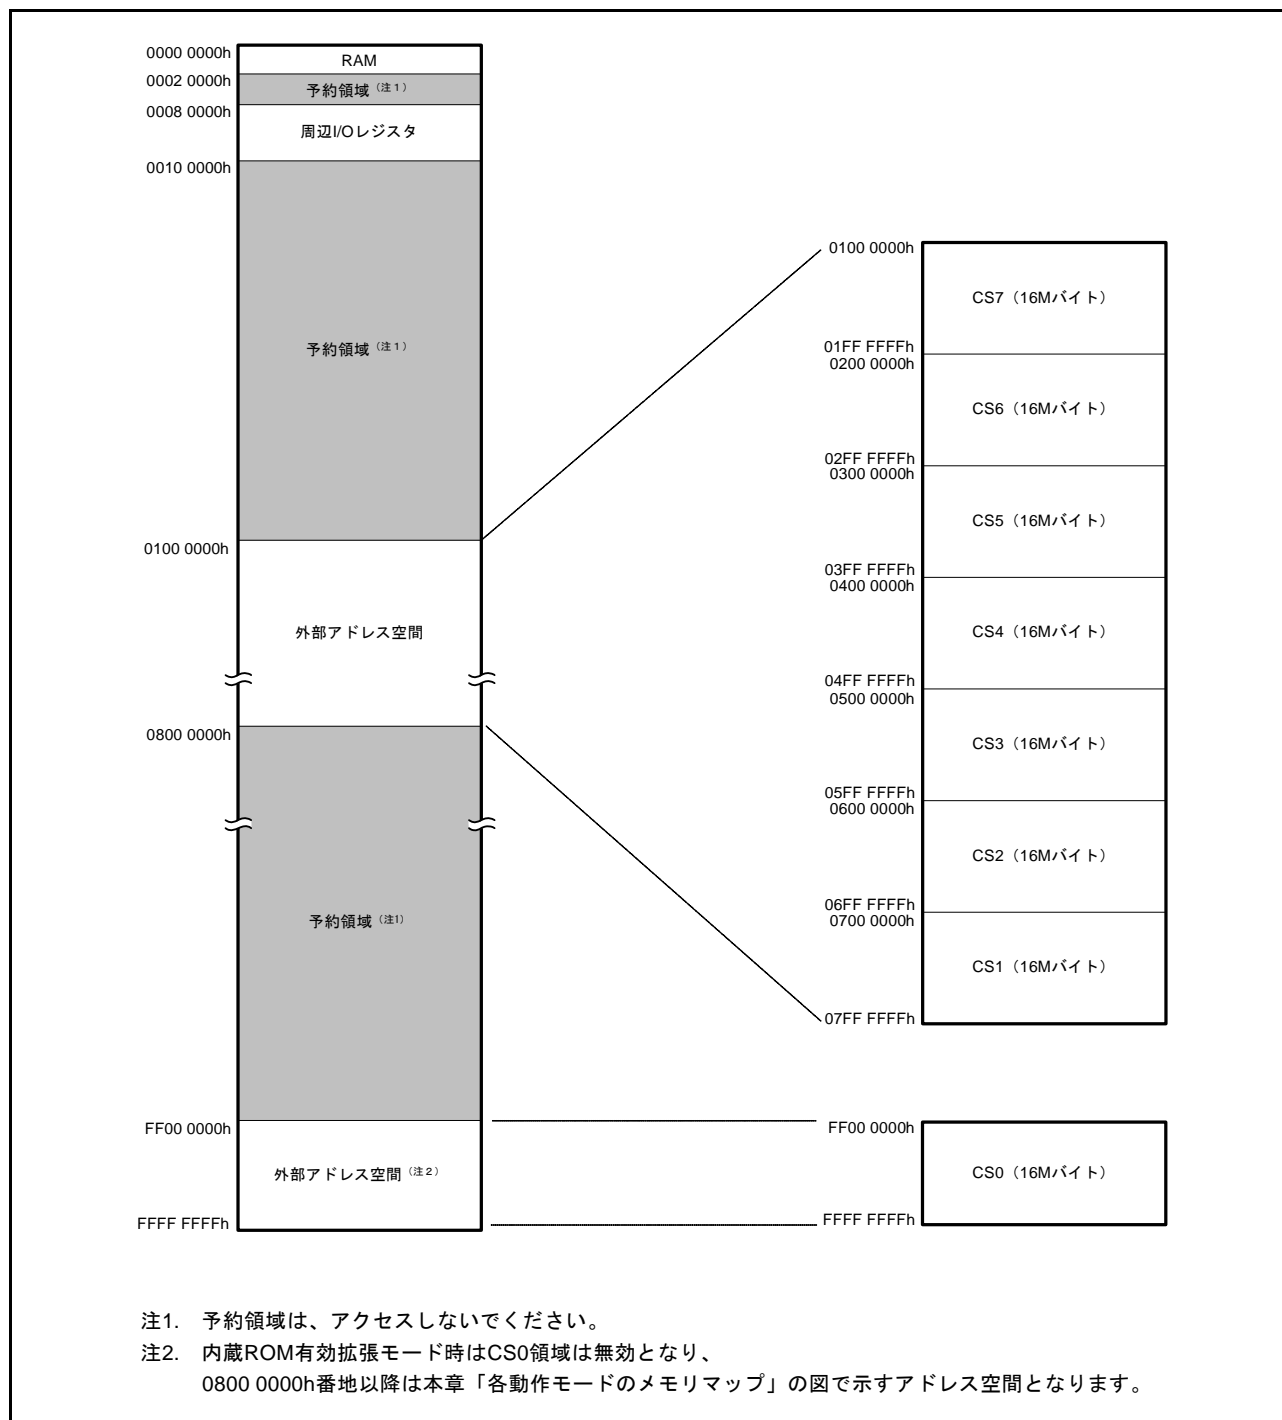 0000 0000h
RAM
0002 0000h
予約領域（注１）
0008 0000h
周辺I/Oレジスタ
0010 0000h
予約領域（注１）
0100 0000h
外部アドレス空間
0800 0000h
予約領域（注1）
FF00 0000h
外部アドレス空間（注２）
FFFF FFFFh
0100 0000h
CS7（16Mバイト）
01FF FFFFh
0200 0000h
CS6（16Mバイト）
02FF FFFFh
0300 0000h
CS5（16Mバイト）
03FF FFFFh
0400 0000h
CS4（16Mバイト）
04FF FFFFh
0500 0000h
CS3（16Mバイト）
05FF FFFFh
0600 0000h
CS2（16Mバイト）
06FF FFFFh
0700 0000h
CS1（16Mバイト）
07FF FFFFh
FF00 0000h
CS0（16Mバイト）
FFFF FFFFh
注1. 予約領域は、アクセスしないでください。
注2. 内蔵ROM有効拡張モード時はCS0領域は無効となり、
0800 0000h番地以降は本章「各動作モードのメモリマップ」の図で示すアドレス空間となります。